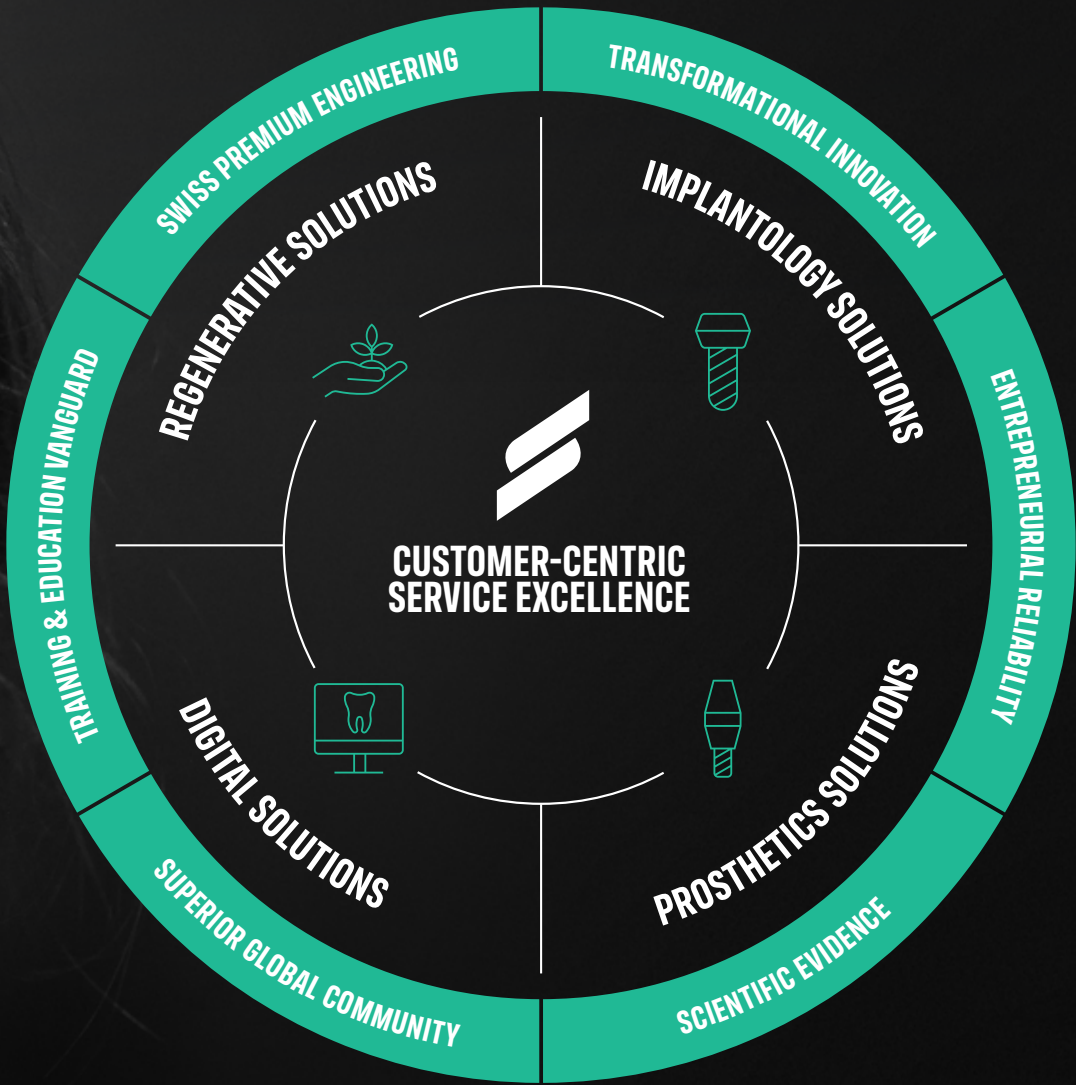 SWISS PREMIUM ENGINEERING
TRANSFORMATIONAL INNOVATION
REGENERATIVE SOLUTIONS
IMPLANTOLOGY SOLUTIONS
TRAINING & EDUCATION VANGUARD
ENTREPRENEURIAL RELIABILITY
CUSTOMER-CENTRIC
SERVICE EXCELLENCE
DIGITAL SOLUTIONS
PROSTHETICS SOLUTIONS
SUPERIOR GLOBAL COMMUNITY
SCIENTIFIC EVIDENCE